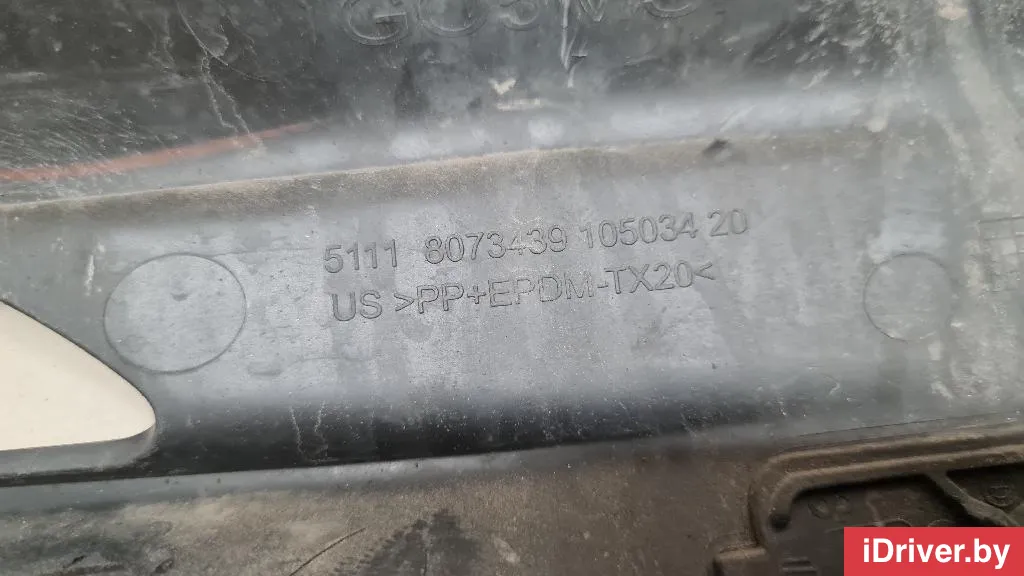 5111 8073439 105034 20
US >PP+EPDM-TX20<
iDriver.by